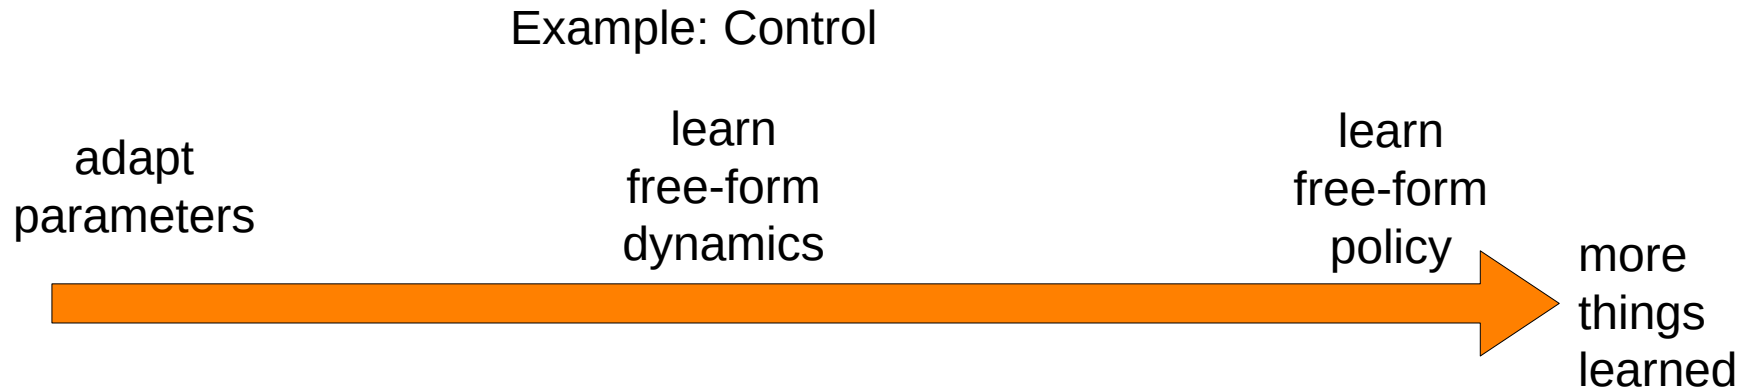 Example: Control
adapt
parameters
learn
free-form
dynamics
learn
free-form
policy
more
things
learned